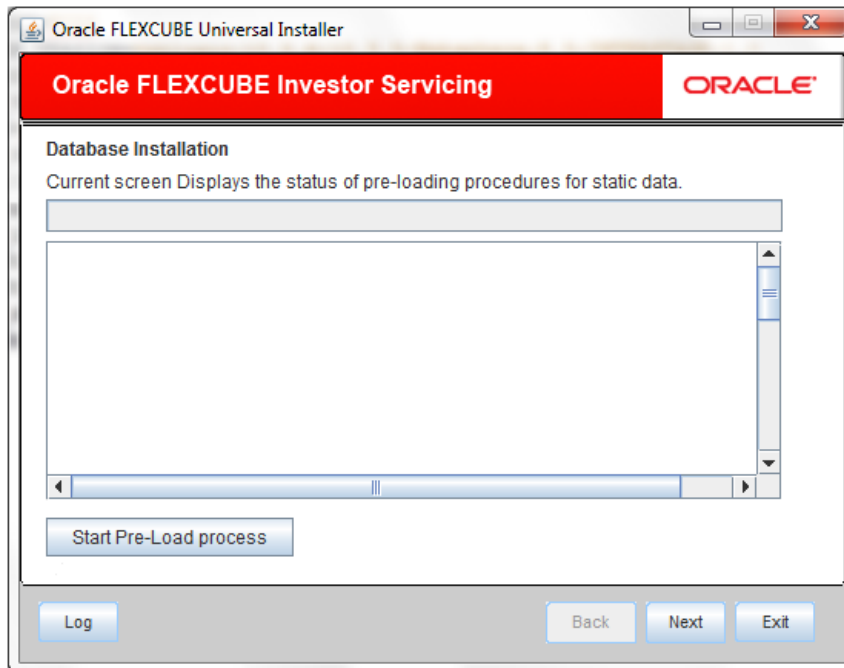 Oracle FLEXCUBE Universal Installer
Oracle FLEXCUBE Investor Servicing
ORACLE
Database Installation
Current screen Displays the status of pre-loading procedures for static data.
Start Pre-Load process
Log
Back
Next
Exit